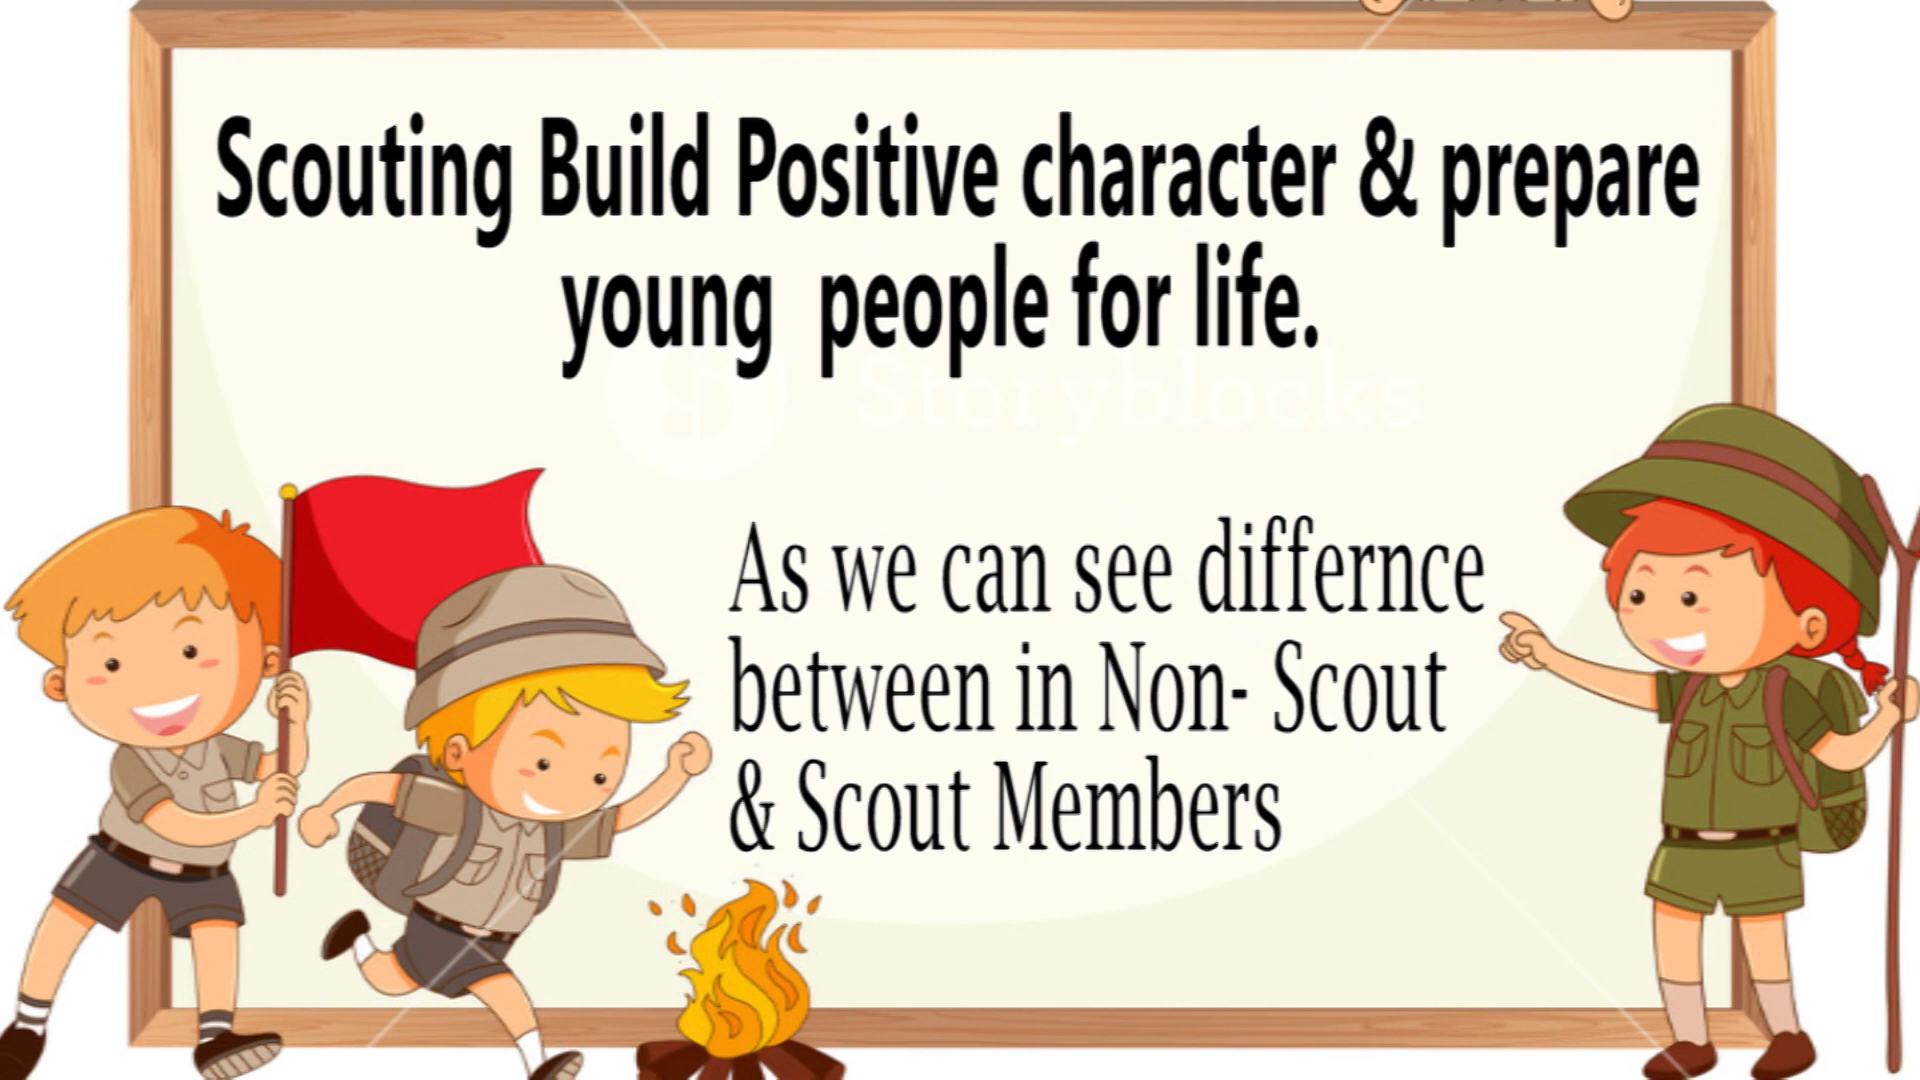 Scouting Build Positive character & prepare
young people for life.
Storyblocks
As we can see differnce
between in Non- Scout
& Scout Members